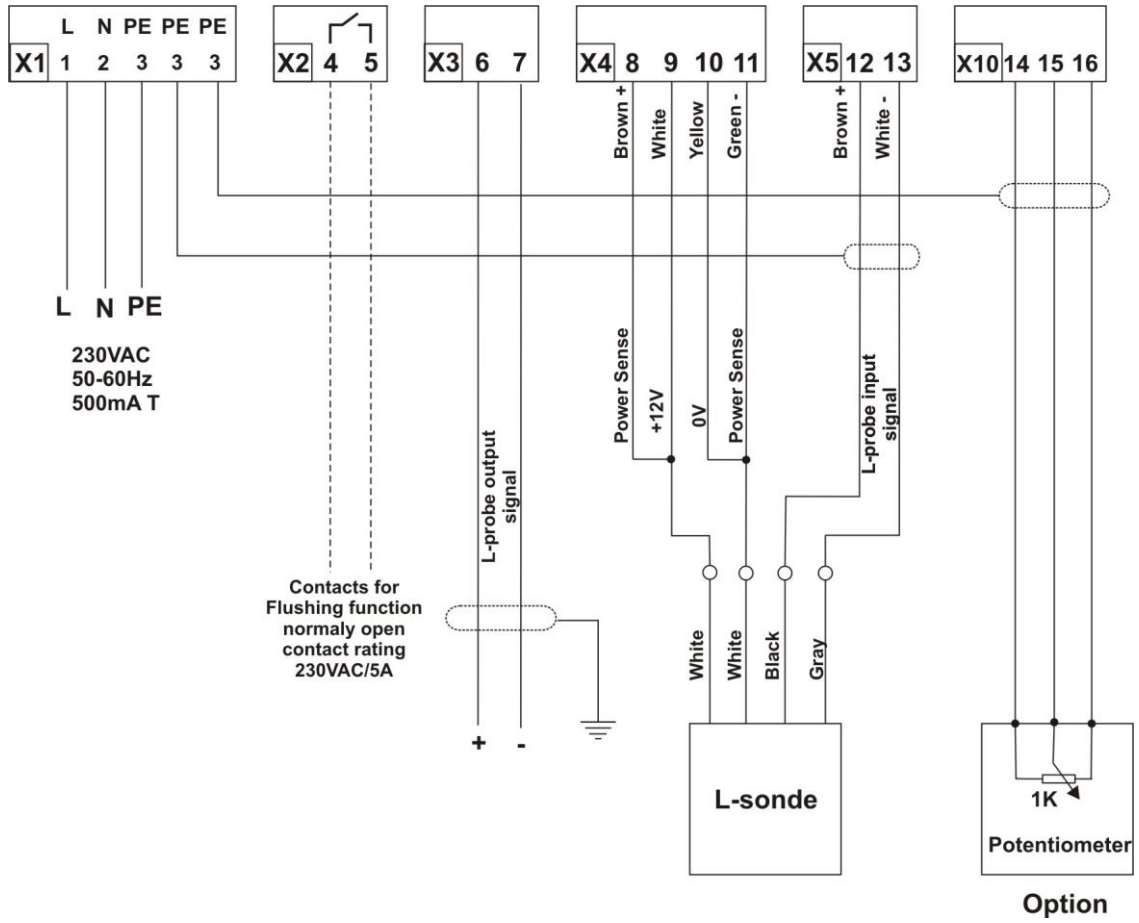 L N PE PE PE
X1 1 2 3 3 3
X2 4 5
X3 6 7
X4 8 9 10 11
X5 12 13
X10 14 15 16
Brown +
White
Yellow
Green -
Brown +
White -
L N PE
230VAC
50-60Hz
500mA T
Power Sense
+12V
0V
Power Sense
L-probe input
signal
L-probe output
signal
Contacts for
Flushing function
normaly open
contact rating
230VAC/5A
+ -
White
White
Black
Gray
L-sonde
1K
Potentiometer
Option